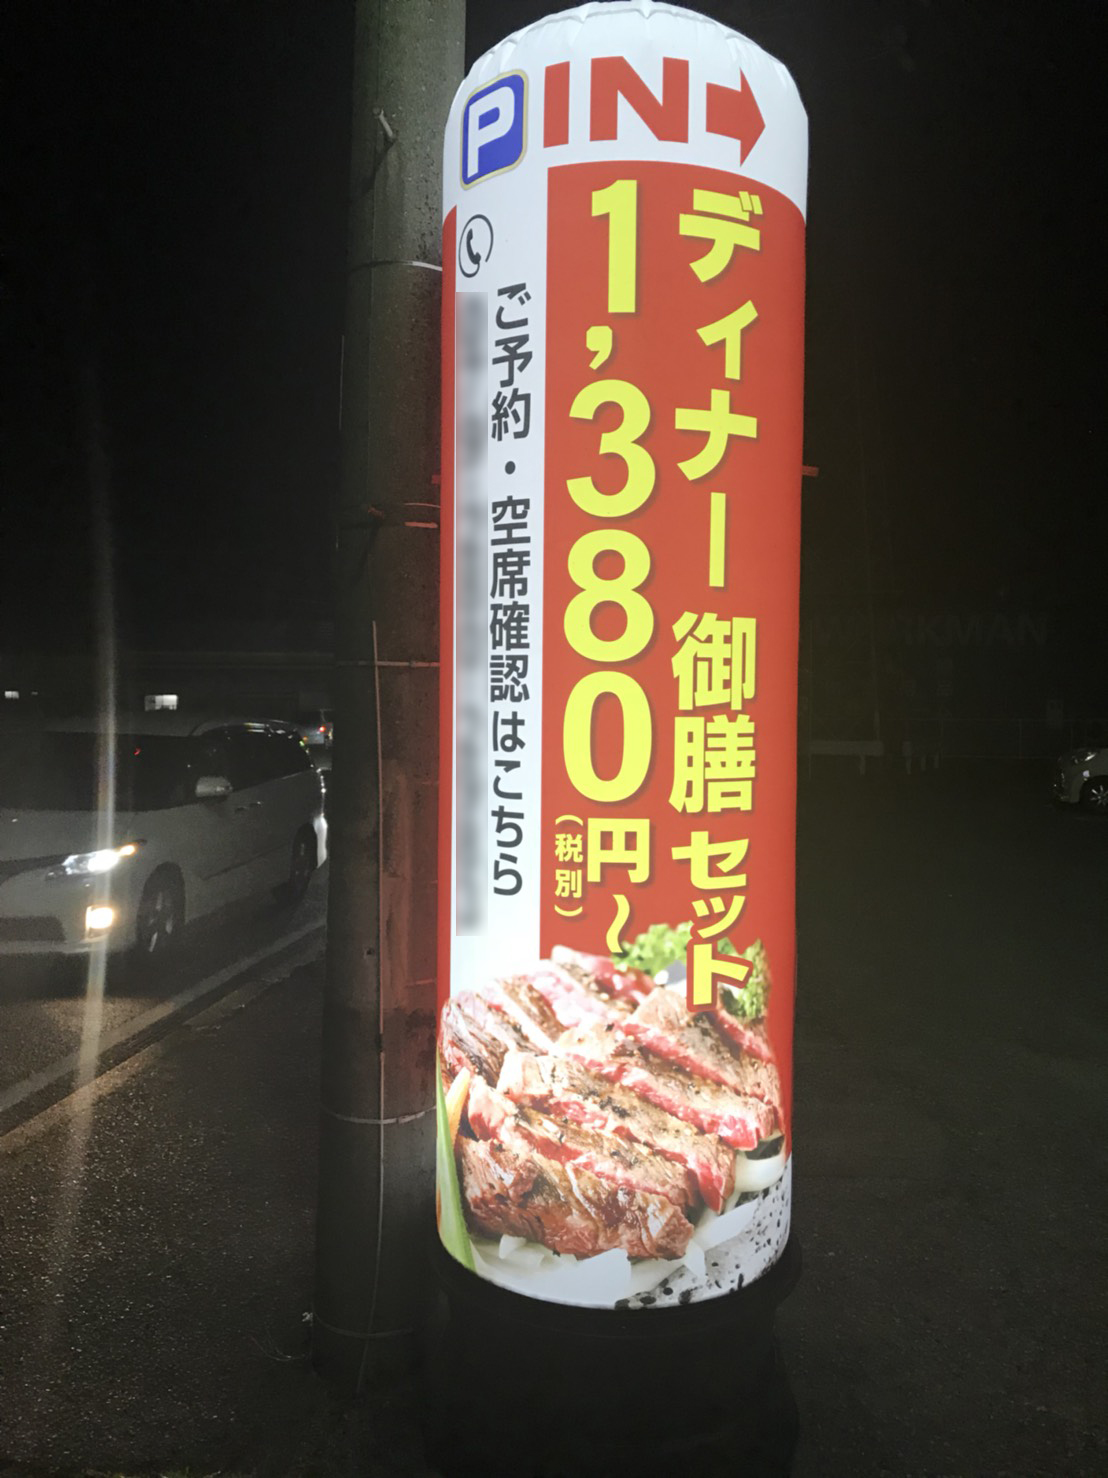 P IN
ディナー御膳セット
1,380円～
(税別)
ご予約・空席確認はこちら